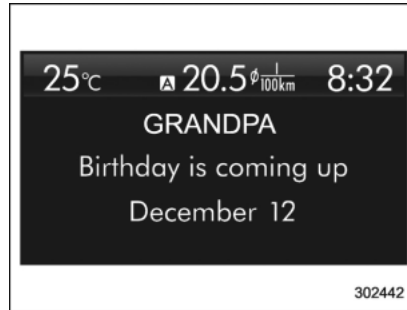 25℃ A 20.5 ø l/100km 8:32
GRANDPA
Birthday is coming up
December 12
302442